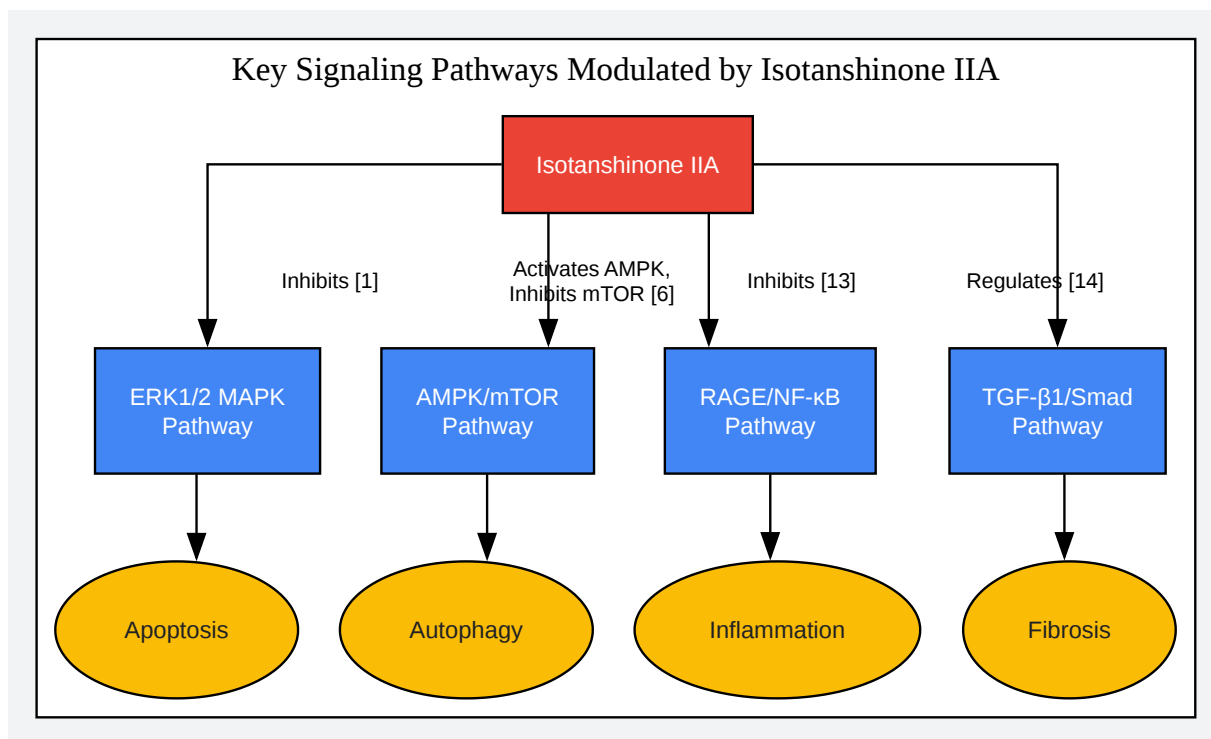 Key Signaling Pathways Modulated by Isotanshinone IIA
Isotanshinone IIA
Inhibits [1]
Activates AMPK,
Inhibits mTOR [6]
Inhibits [13]
Regulates [14]
ERK1/2 MAPK
Pathway
AMPK/mTOR
Pathway
RAGE/NF-κB
Pathway
TGF-β1/Smad
Pathway
Apoptosis
Autophagy
Inflammation
Fibrosis